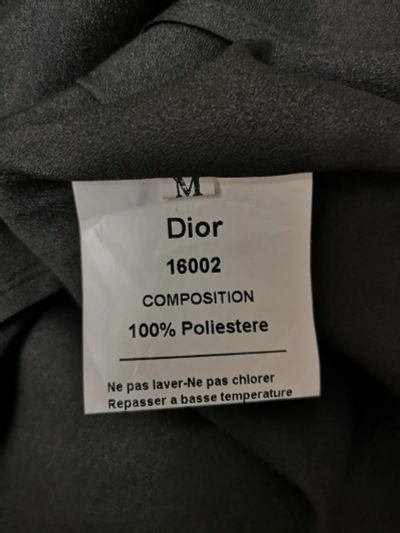 M
Dior
16002
COMPOSITION
100% Poliestere
Ne pas laver-Ne pas chlorer
Repasser a basse temperature